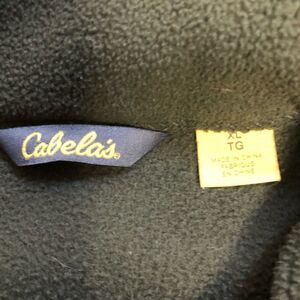 Cabela's®
XL
TG
MADE IN CHINA
FABRIQUÉ
EN CHINE